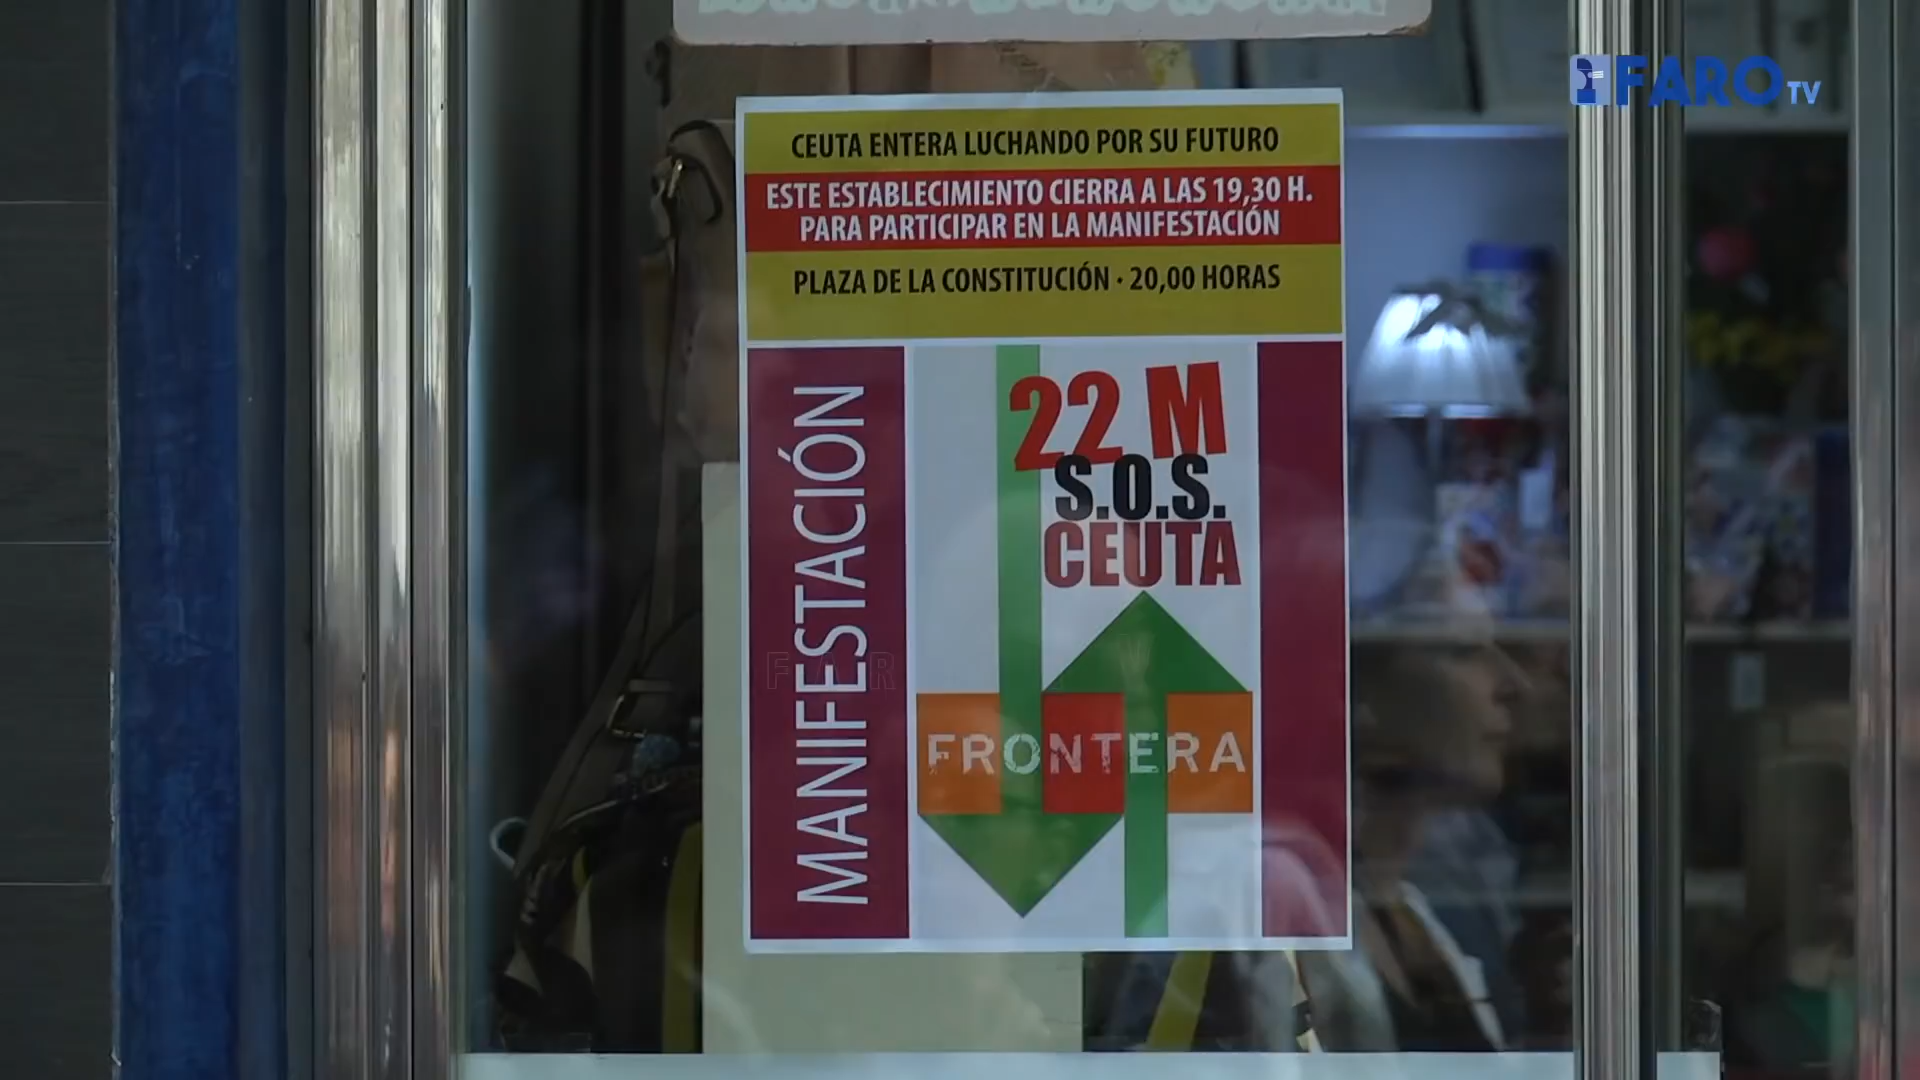 FARO TV
CEUTA ENTERA LUCHANDO POR SU FUTURO
ESTE ESTABLECIMIENTO CIERRA A LAS 19,30 H.
PARA PARTICIPAR EN LA MANIFESTACIÓN
PLAZA DE LA CONSTITUCIÓN · 20,00 HORAS
MANIFESTACIÓN
22 M
S.O.S.
CEUTA
FRONTERA